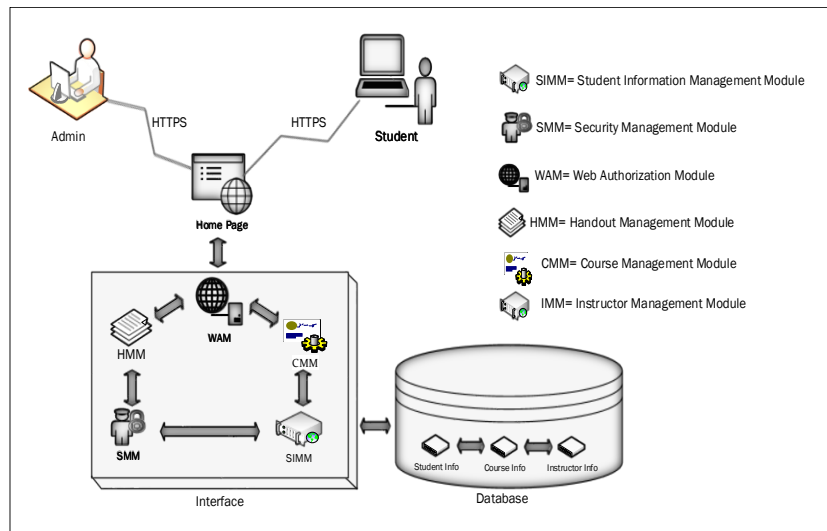 Admin
HTTPS
HTTPS
Student
Home Page
WAM
HMM
CMM
SMM
SIMM
Interface
Student Info
Course Info
Instructor Info
Database
SIMM= Student Information Management Module
SMM= Security Management Module
WAM= Web Authorization Module
HMM= Handout Management Module
CMM= Course Management Module
IMM= Instructor Management Module